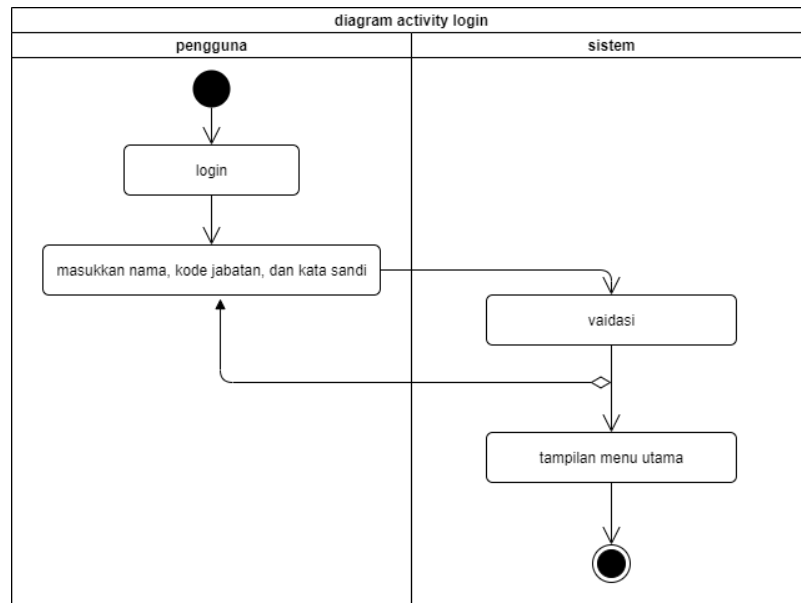 diagram activity login
pengguna
sistem
login
masukkan nama, kode jabatan, dan kata sandi
vaidasi
tampilan menu utama